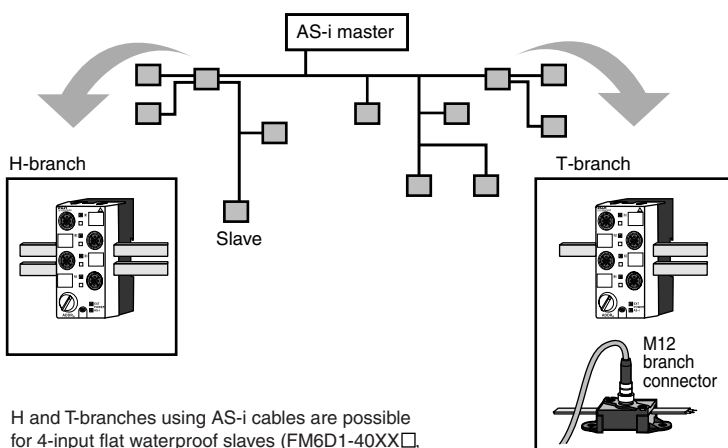 AS-i master
H-branch
T-branch
Slave
M12
branch
connector
H and T-branches using AS-i cables are possible
for 4-input flat waterproof slaves (FM6D1-40XX□,